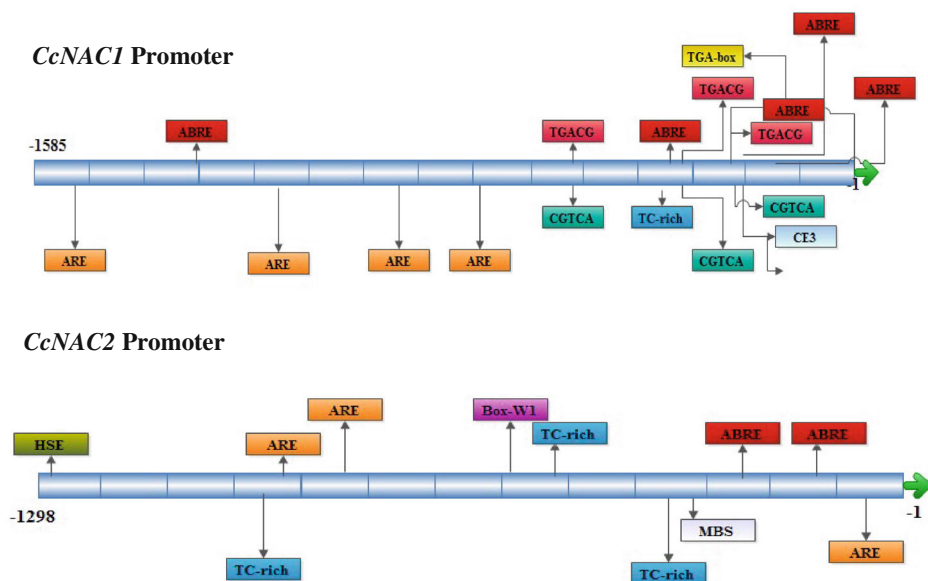 CcNAC1 Promoter
ABRE
TGA-box
TGACG
ABRE
ABRE
ABRE
TGACG
ABRE
TGACG
-1585
-1
CGTCA
TC-rich
CGTCA
CE3
ARE
ARE
ARE
ARE
CGTCA
CcNAC2 Promoter
ARE
Box-W1
HSE
ARE
TC-rich
ABRE
ABRE
-1298
-1
MBS
ARE
TC-rich
TC-rich